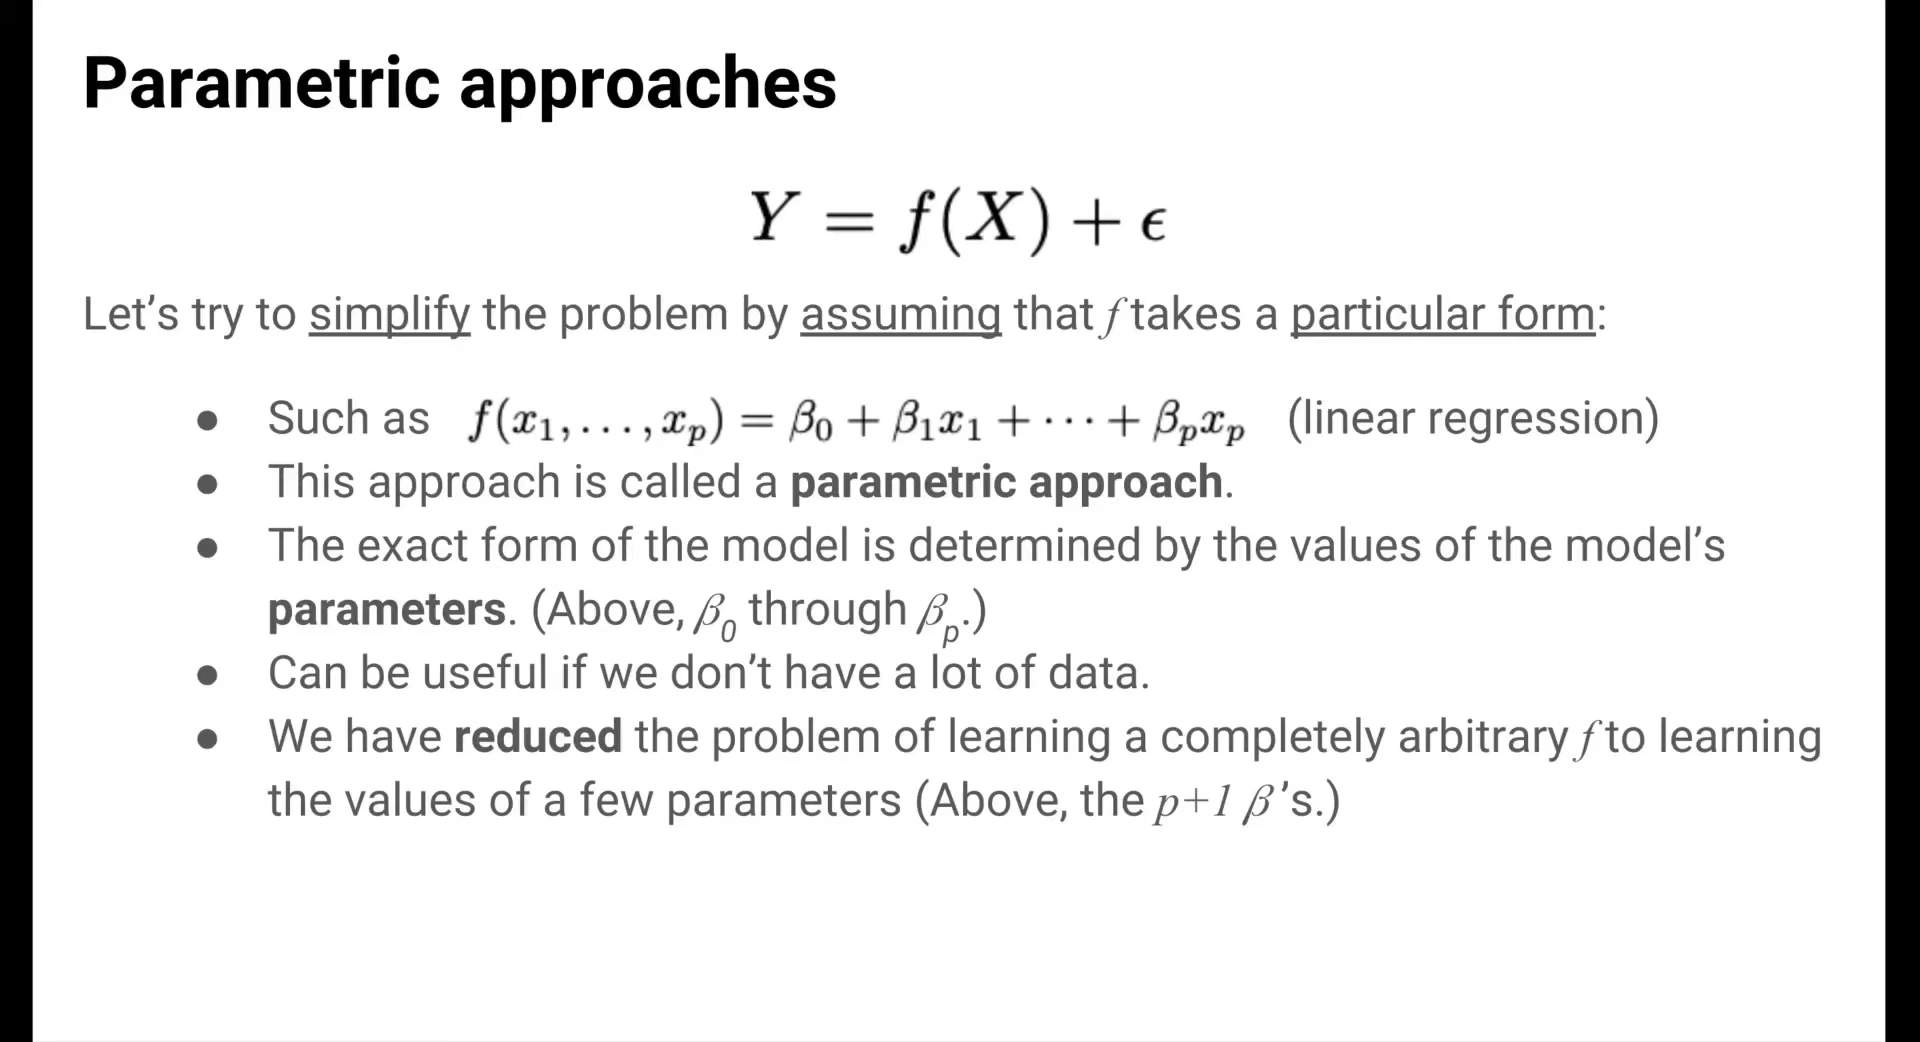 Parametric approaches
Y = f(X) + ϵ
Let's try to simplify the problem by assuming that f takes a particular form:
● Such as f(x₁, . . . , xₚ) = β₀ + β₁x₁ + · · · + βₚxₚ (linear regression)
● This approach is called a parametric approach.
● The exact form of the model is determined by the values of the model's
parameters. (Above, β₀ through βₚ.)
● Can be useful if we don't have a lot of data.
● We have reduced the problem of learning a completely arbitrary f to learning
the values of a few parameters (Above, the p+1 β's.)